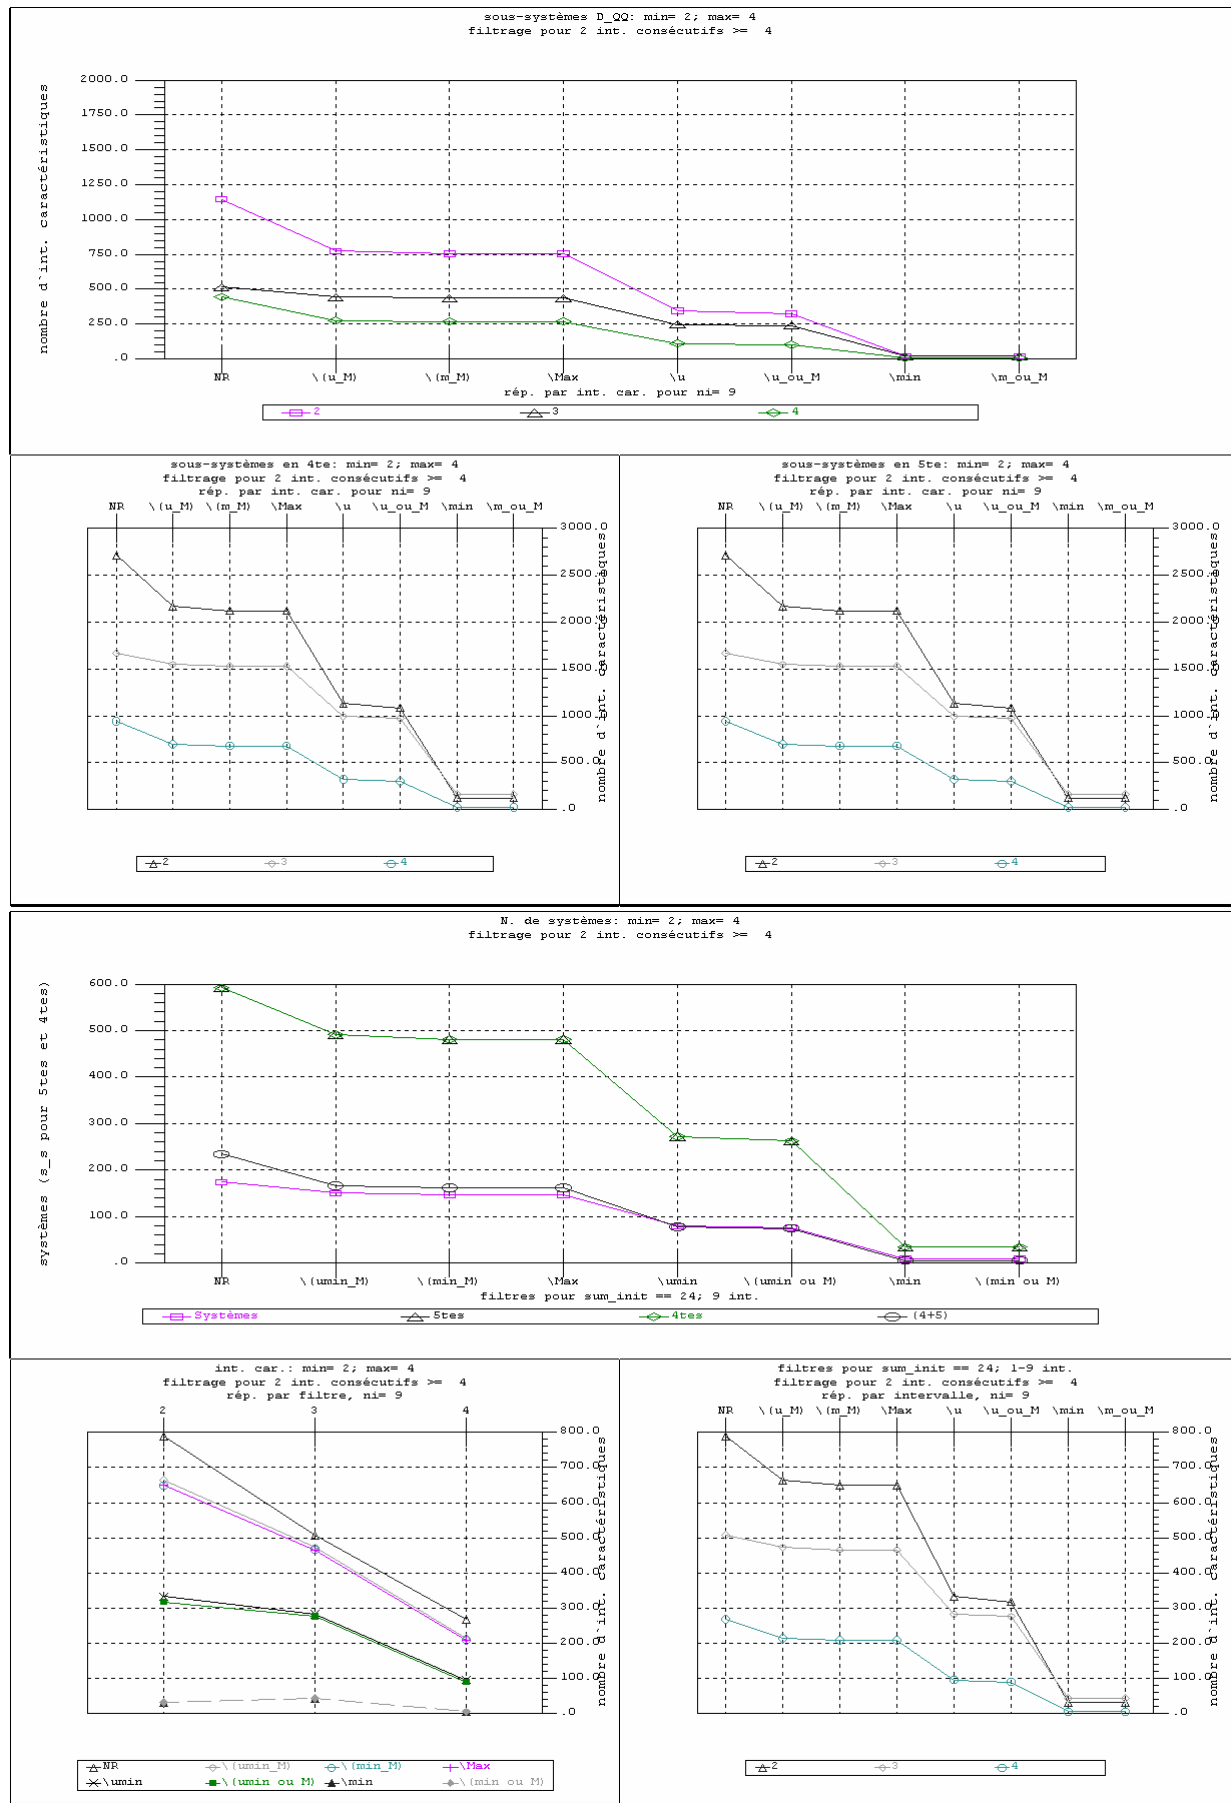 sous-systèmes D_QQ: min= 2; max= 4
filtrage pour 2 int. consécutifs >=  4
nombre d`int. caractéristiques
2000.0
1750.0
1500.0
1250.0
1000.0
750.0
500.0
250.0
.0
NR \(u_M) \(m_M) \Max \u \u_ou_M \min \m_ou_M
rép. par int. car. pour ni= 9
2 3 4
sous-systèmes en 4te: min= 2; max= 4
filtrage pour 2 int. consécutifs >=  4
rép. par int. car. pour ni= 9
NR \(u_M) \(m_M) \Max \u \u_ou_M \min \m_ou_M
3000.0
2500.0
2000.0
1500.0
1000.0
500.0
.0
nombre d`int. caractéristiques
2 3 4
sous-systèmes en 5te: min= 2; max= 4
filtrage pour 2 int. consécutifs >=  4
rép. par int. car. pour ni= 9
NR \(u_M) \(m_M) \Max \u \u_ou_M \min \m_ou_M
3000.0
2500.0
2000.0
1500.0
1000.0
500.0
.0
nombre d`int. caractéristiques
2 3 4
N. de systèmes: min= 2; max= 4
filtrage pour 2 int. consécutifs >=  4
systèmes (s_s pour 5tes et 4tes)
600.0
500.0
400.0
300.0
200.0
100.0
.0
NR \(umin_M) \(min_M) \Max \umin \(umin ou M) \min \(min ou M)
filtres pour sum_init == 24; 9 int.
Systèmes 5tes 4tes (4+5)
int. car.: min= 2; max= 4
filtrage pour 2 int. consécutifs >=  4
rép. par filtre, ni= 9
2 3 4
800.0
700.0
600.0
500.0
400.0
300.0
200.0
100.0
.0
nombre d`int. caractéristiques
NR \(umin_M) \(min_M) \Max
\umin \(umin ou M) \min \(min ou M)
filtres pour sum_init == 24; 1-9 int.
filtrage pour 2 int. consécutifs >=  4
rép. par intervalle, ni= 9
NR \(u_M) \(m_M) \Max \u \u_ou_M \min \m_ou_M
800.0
700.0
600.0
500.0
400.0
300.0
200.0
100.0
.0
nombre d`int. caractéristiques
2 3 4